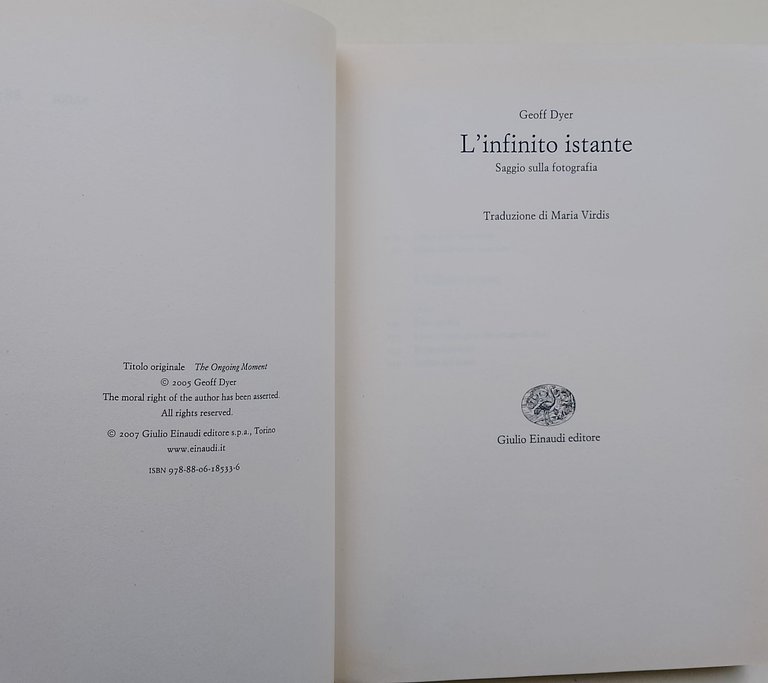 Titolo originale The Ongoing Moment
© 2005 Geoff Dyer
The moral right of the author has been asserted.
All rights reserved.
© 2007 Giulio Einaudi editore s.p.a., Torino
www.einaudi.it
ISBN 978-88-06-18533-6
Geoff Dyer
L'infinito istante
Saggio sulla fotografia
Traduzione di Maria Virdis
Giulio Einaudi editore